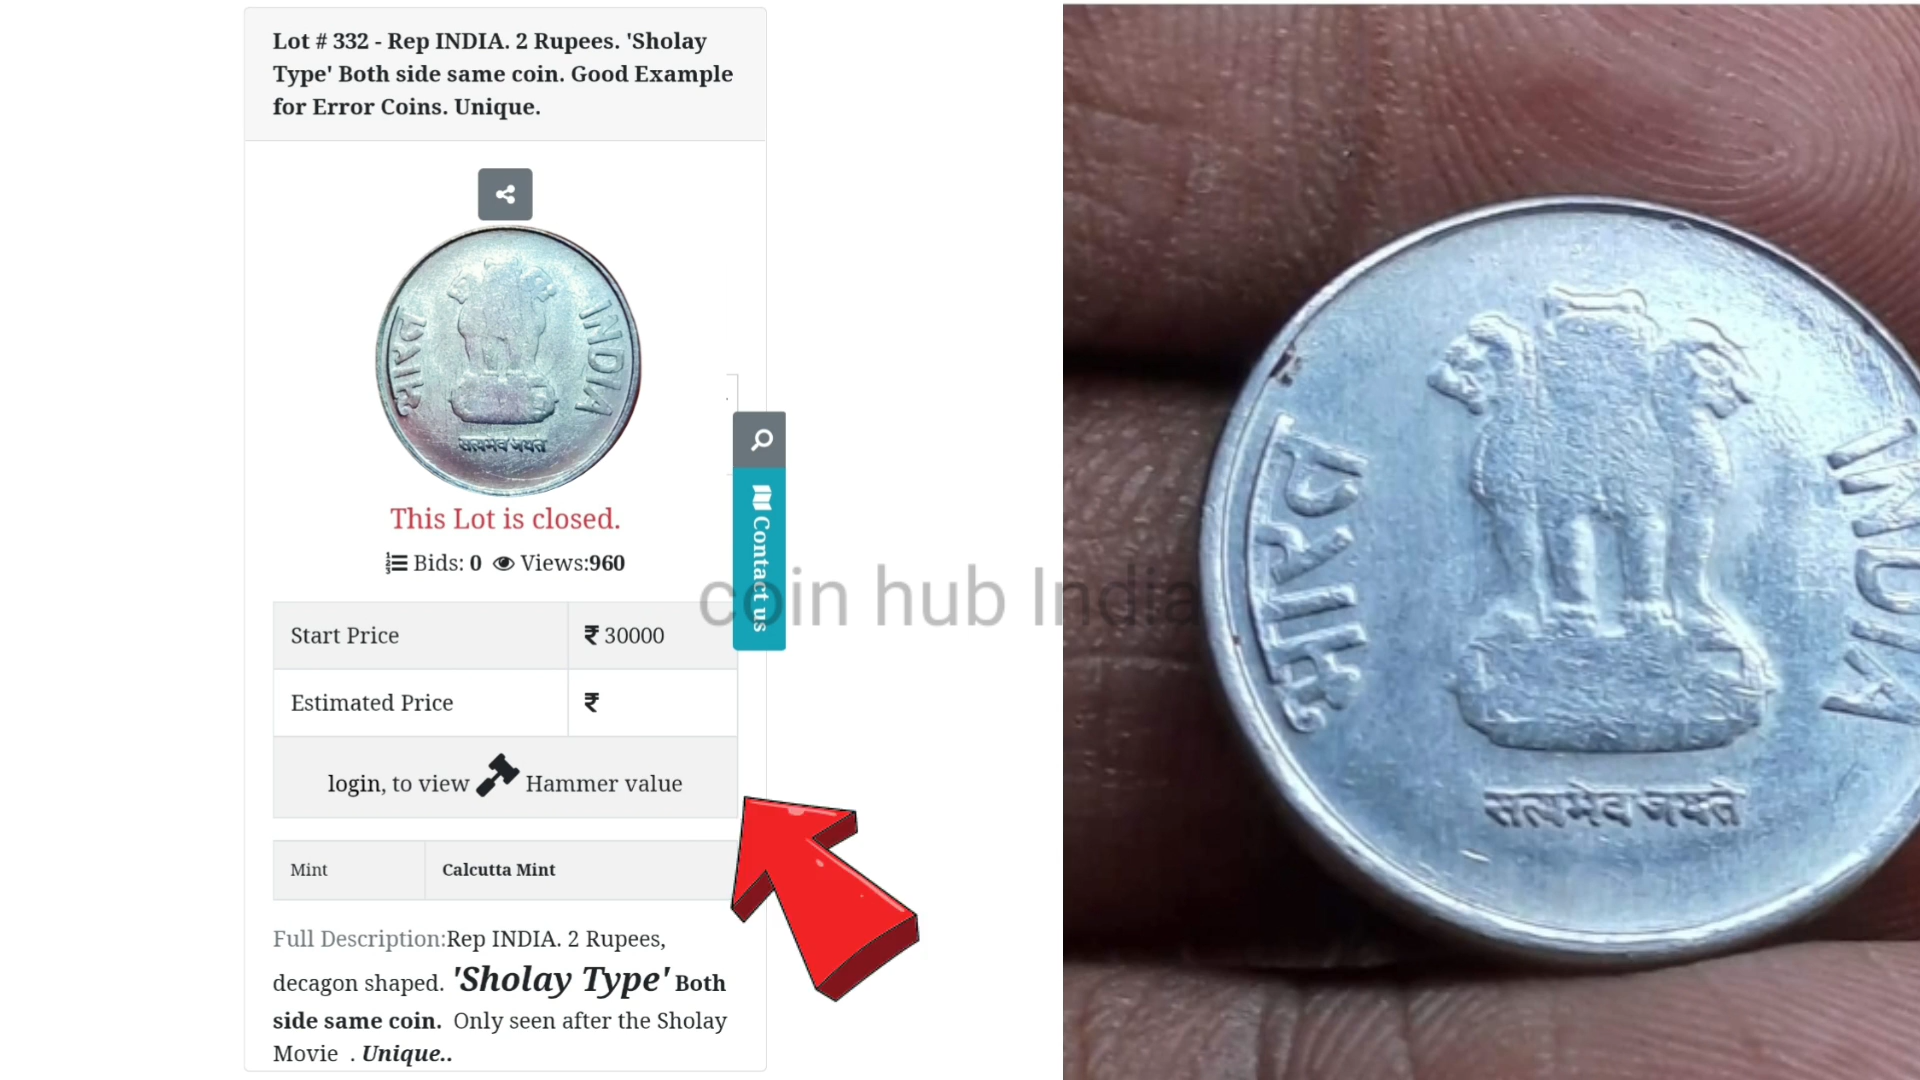 Lot # 332 - Rep INDIA. 2 Rupees. 'Sholay
Type' Both side same coin. Good Example
for Error Coins. Unique.
भारत
INDIA
सत्यमेव जयते
This Lot is closed.
Bids: 0 Views:960
Contact us
Start Price ₹ 30000
Estimated Price ₹
login, to view Hammer value
Mint Calcutta Mint
Full Description:Rep INDIA. 2 Rupees,
decagon shaped. 'Sholay Type' Both
side same coin. Only seen after the Sholay
Movie . Unique..
coin hub India
भारत
INDIA
सत्यमेव जयते